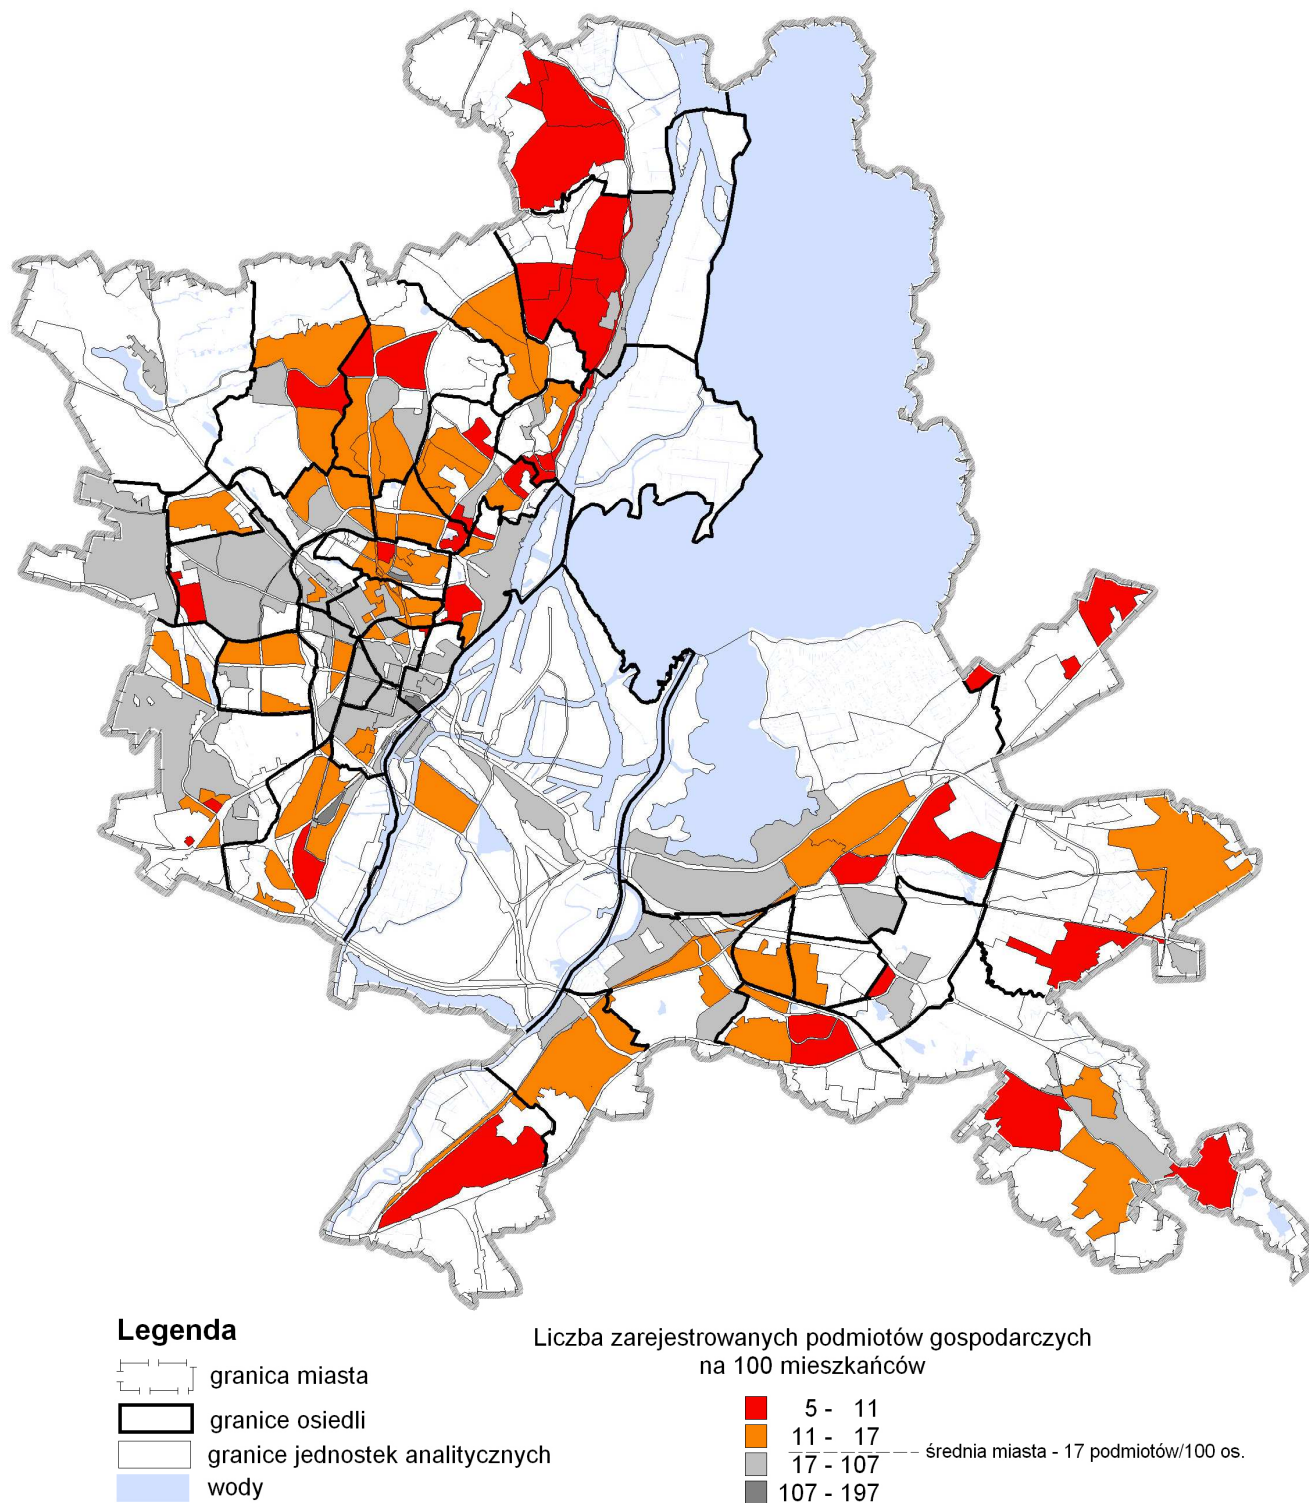 Legenda
granica miasta
granice osiedli
granice jednostek analitycznych
wody
Liczba zarejestrowanych podmiotów gospodarczych
na 100 mieszkańców
5 - 11
11 - 17
średnia miasta - 17 podmiotów/100 os.
17 - 107
107 - 197